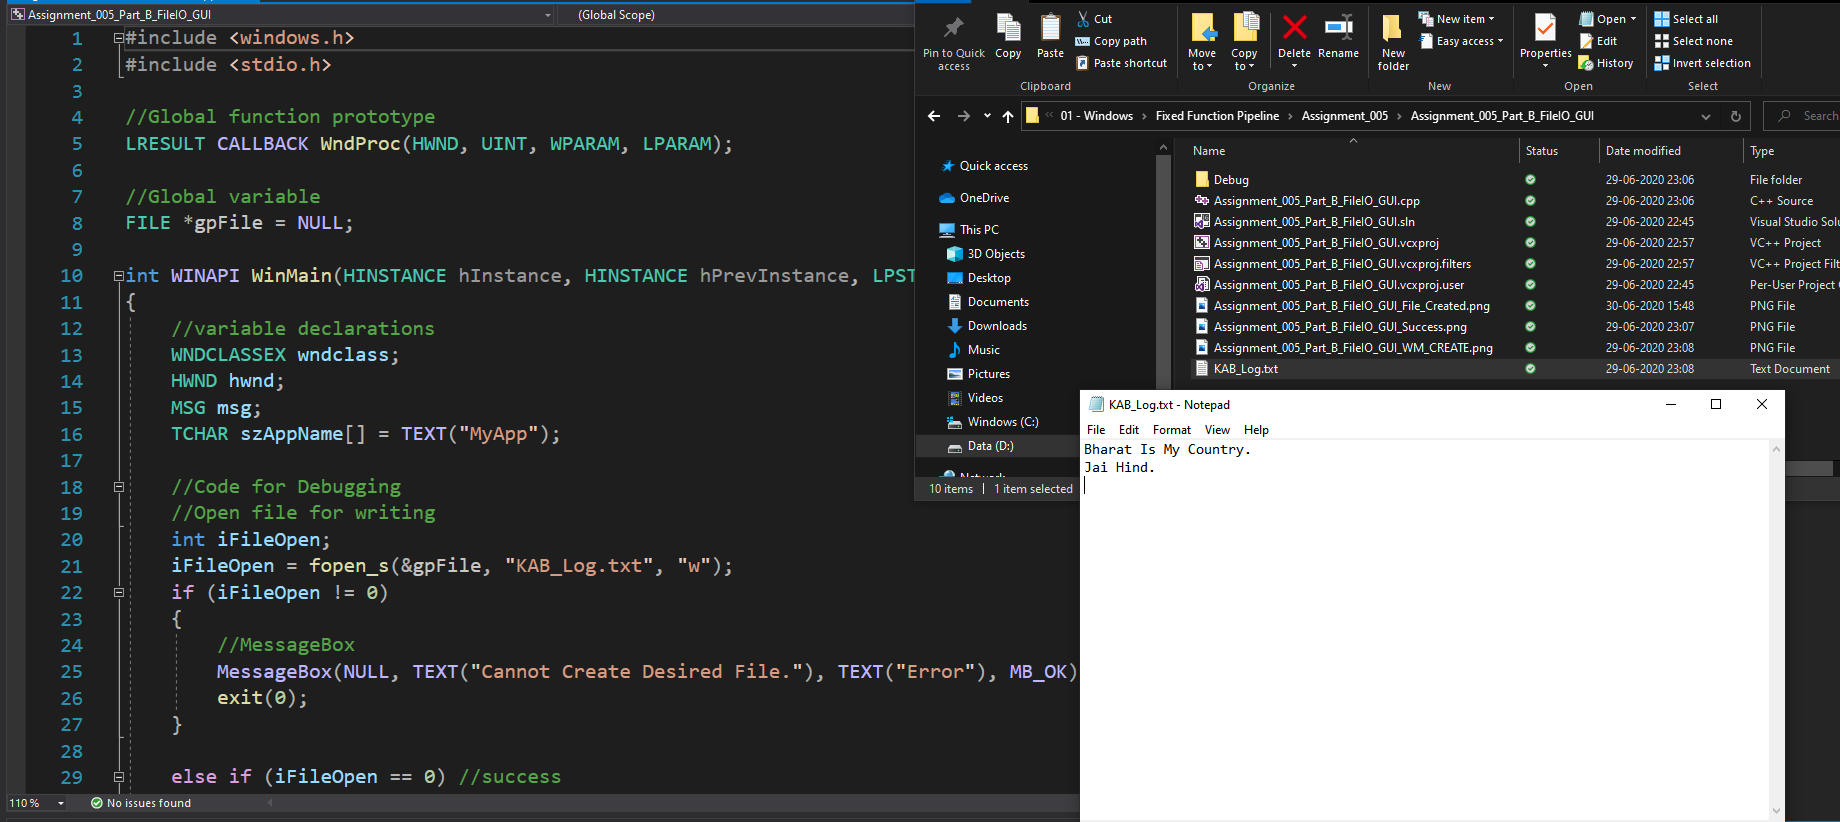 Assignment_005_Part_B_FileIO_GUI
(Global Scope)
1 #include <windows.h>
2 #include <stdio.h>
3
4 //Global function prototype
5 LRESULT CALLBACK WndProc(HWND, UINT, WPARAM, LPARAM);
6
7 //Global variable
8 FILE *gpFile = NULL;
9
10 int WINAPI WinMain(HINSTANCE hInstance, HINSTANCE hPrevInstance, LPST
11 {
12 //variable declarations
13 WNDCLASSEX wndclass;
14 HWND hwnd;
15 MSG msg;
16 TCHAR szAppName[] = TEXT("MyApp");
17
18 //Code for Debugging
19 //Open file for writing
20 int iFileOpen;
21 iFileOpen = fopen_s(&gpFile, "KAB_Log.txt", "w");
22 if (iFileOpen != 0)
23 {
24 //MessageBox
25 MessageBox(NULL, TEXT("Cannot Create Desired File."), TEXT("Error"), MB_OK)
26 exit(0);
27 }
28
29 else if (iFileOpen == 0) //success
110 %
No issues found
Pin to Quick access
Copy
Paste
Cut
Copy path
Paste shortcut
Clipboard
Move to
Copy to
Delete
Rename
Organize
New folder
New item
Easy access
New
Properties
Open
Edit
History
Open
Select all
Select none
Invert selection
Select
« 01 - Windows > Fixed Function Pipeline > Assignment_005 > Assignment_005_Part_B_FileIO_GUI
Search
Quick access
OneDrive
This PC
3D Objects
Desktop
Documents
Downloads
Music
Pictures
Videos
Windows (C:)
Data (D:)
Network
Name Status Date modified Type
Debug 29-06-2020 23:06 File folder
Assignment_005_Part_B_FileIO_GUI.cpp 29-06-2020 23:06 C++ Source
Assignment_005_Part_B_FileIO_GUI.sln 29-06-2020 22:45 Visual Studio Solu
Assignment_005_Part_B_FileIO_GUI.vcxproj 29-06-2020 22:57 VC++ Project
Assignment_005_Part_B_FileIO_GUI.vcxproj.filters 29-06-2020 22:57 VC++ Project Filt
Assignment_005_Part_B_FileIO_GUI.vcxproj.user 29-06-2020 22:45 Per-User Project
Assignment_005_Part_B_FileIO_GUI_File_Created.png 30-06-2020 15:48 PNG File
Assignment_005_Part_B_FileIO_GUI_Success.png 29-06-2020 23:07 PNG File
Assignment_005_Part_B_FileIO_GUI_WM_CREATE.png 29-06-2020 23:08 PNG File
KAB_Log.txt 29-06-2020 23:08 Text Document
10 items | 1 item selected
KAB_Log.txt - Notepad
File Edit Format View Help
Bharat Is My Country.
Jai Hind.